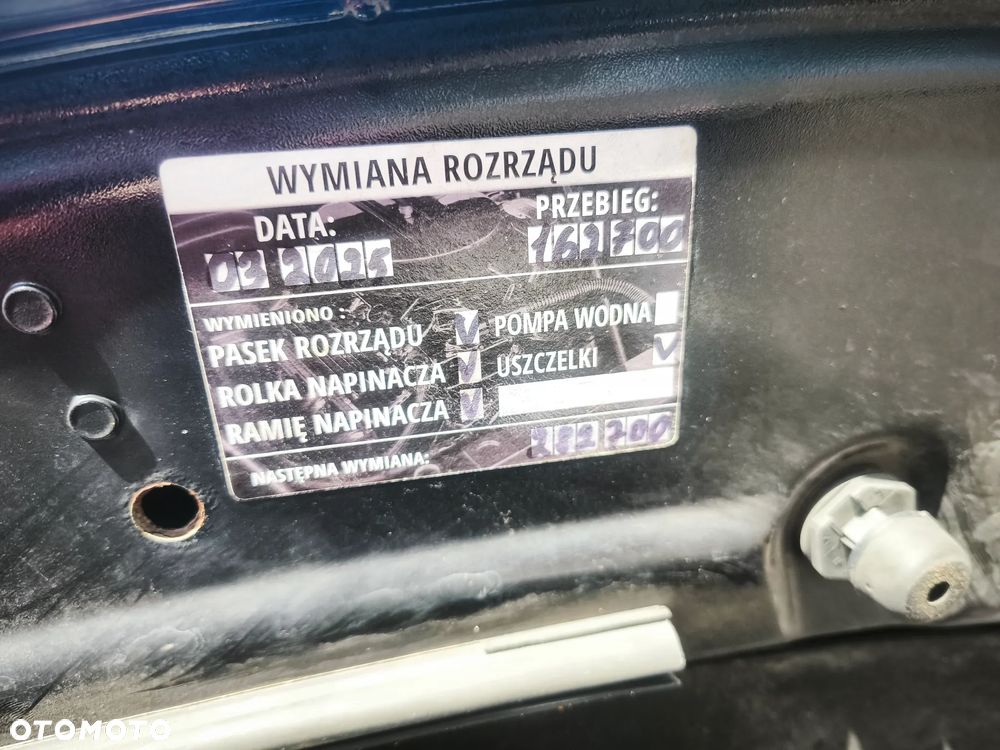 WYMIANA ROZRZĄDU
DATA: PRZEBIEG:
03 2025 162700
WYMIENIONO :
PASEK ROZRZĄDU V POMPA WODNA
ROLKA NAPINACZA V USZCZELKI V
RAMIĘ NAPINACZA V
NASTĘPNA WYMIANA: 282700
OTOMOTO